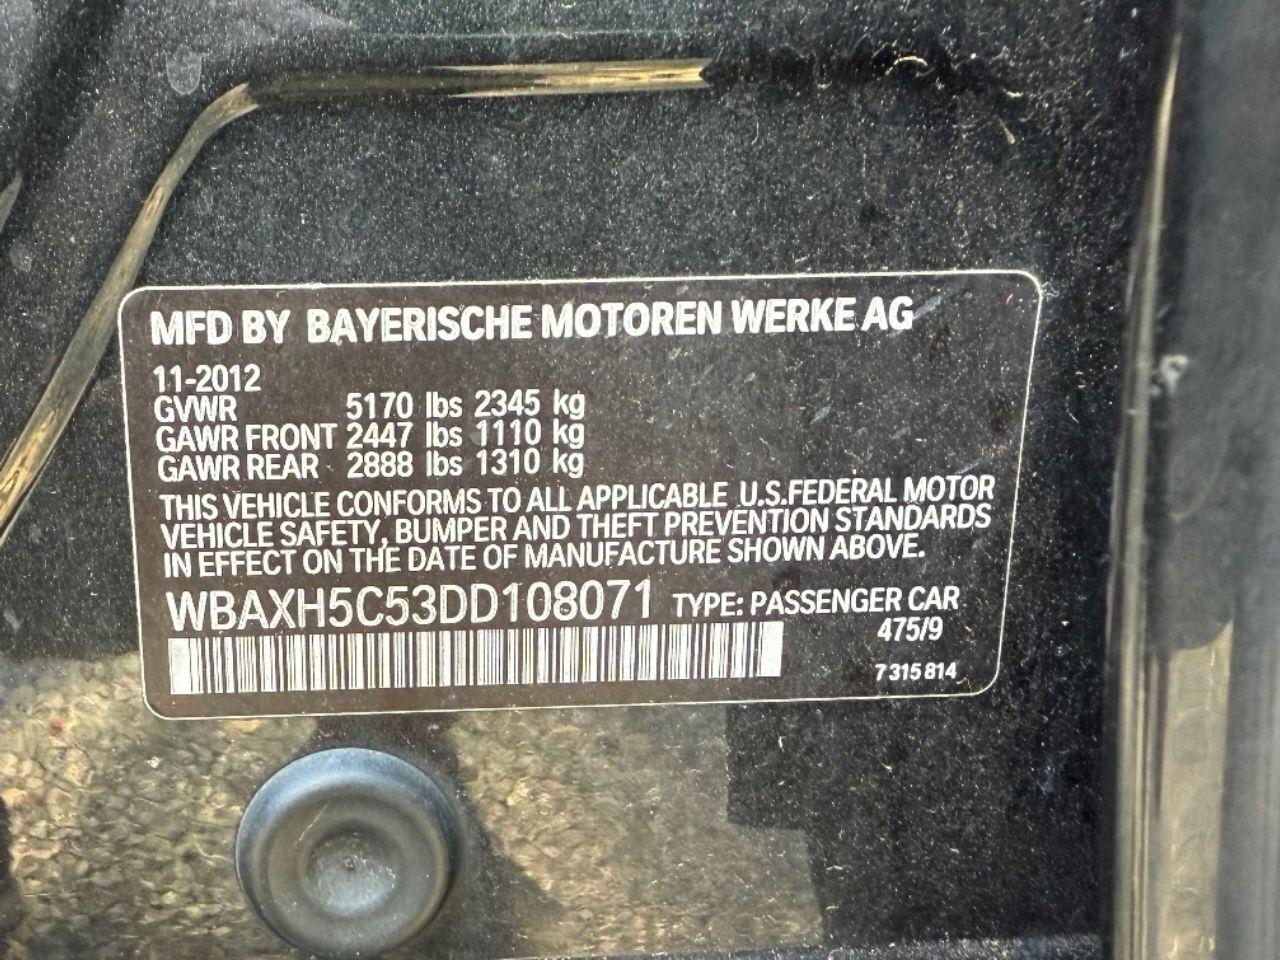 MFD BY BAYERISCHE MOTOREN WERKE AG
11-2012
GVWR 5170 lbs 2345 kg
GAWR FRONT 2447 lbs 1110 kg
GAWR REAR 2888 lbs 1310 kg
THIS VEHICLE CONFORMS TO ALL APPLICABLE U.S.FEDERAL MOTOR
VEHICLE SAFETY, BUMPER AND THEFT PREVENTION STANDARDS
IN EFFECT ON THE DATE OF MANUFACTURE SHOWN ABOVE.
WBAXH5C53DD108071 TYPE: PASSENGER CAR
475/9
7 315 814